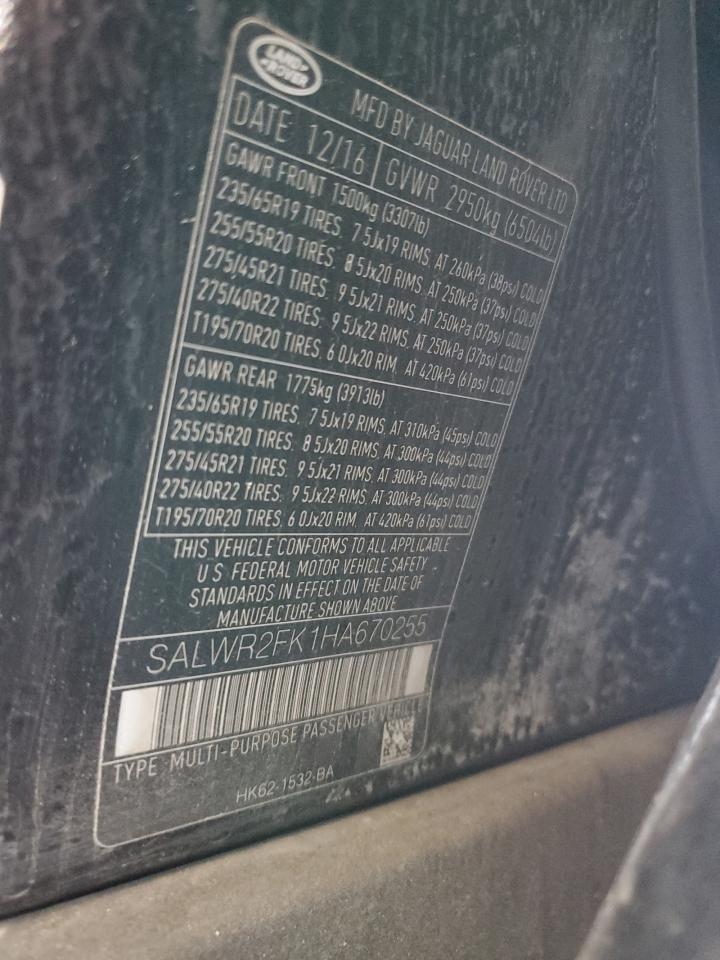 LAND ROVER
MFD BY JAGUAR LAND ROVER LTD
DATE 12/16 GVWR 2950kg (6504lb)
GAWR FRONT 1500kg (3307lb)
235/65R19 TIRES, 7.5Jx19 RIMS, AT 260kPa (38psi) COLD
255/55R20 TIRES, 8.5Jx20 RIMS, AT 250kPa (37psi) COLD
275/45R21 TIRES, 9.5Jx21 RIMS, AT 250kPa (37psi) COLD
275/40R22 TIRES, 9.5Jx22 RIMS, AT 250kPa (37psi) COLD
T195/70R20 TIRES, 6.0Jx20 RIM, AT 420kPa (61psi) COLD
GAWR REAR 1775kg (3913lb)
235/65R19 TIRES, 7.5Jx19 RIMS, AT 310kPa (45psi) COLD
255/55R20 TIRES, 8.5Jx20 RIMS, AT 300kPa (44psi) COLD
275/45R21 TIRES, 9.5Jx21 RIMS, AT 300kPa (44psi) COLD
275/40R22 TIRES, 9.5Jx22 RIMS, AT 300kPa (44psi) COLD
T195/70R20 TIRES, 6.0Jx20 RIM, AT 420kPa (61psi) COLD
THIS VEHICLE CONFORMS TO ALL APPLICABLE
U.S. FEDERAL MOTOR VEHICLE SAFETY
STANDARDS IN EFFECT ON THE DATE OF
MANUFACTURE SHOWN ABOVE
SALWR2FK1HA670255
TYPE MULTI-PURPOSE PASSENGER VEHICLE
HK62-1532-BA